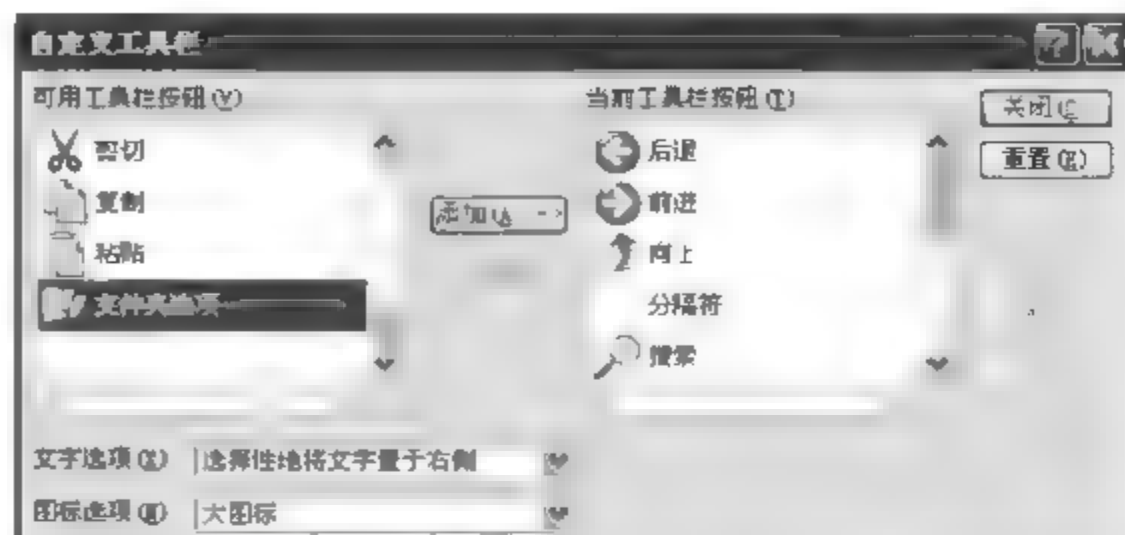 自定义工具栏
可用工具栏按钮(V)
当前工具栏按钮(T)
剪切
复制
粘贴
文件夹选项
添加(A) ->
后退
前进
向上
分隔符
搜索
关闭(C)
重置(E)
文字选项(X) 选择性地将文字置于右侧
图标选项(O) 大图标